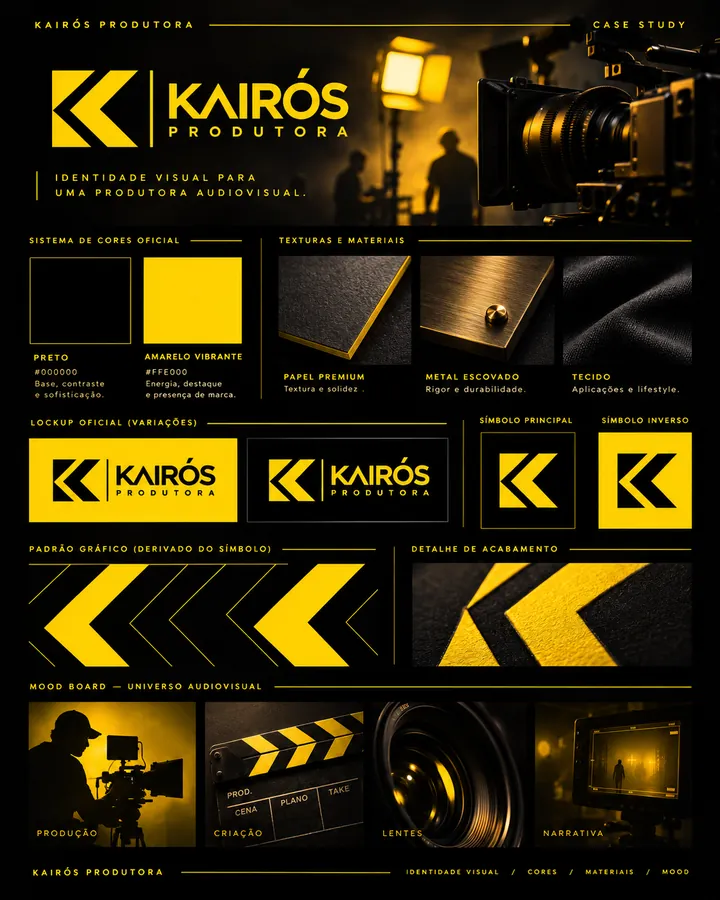 KAIRÓS PRODUTORA
CASE STUDY
KAIRÓS
PRODUTORA
IDENTIDADE VISUAL PARA
UMA PRODUTORA AUDIOVISUAL.
SISTEMA DE CORES OFICIAL
TEXTURAS E MATERIAIS
PRETO
#000000
Base, contraste
e sofisticação.
AMARELO VIBRANTE
#FFE000
Energia, destaque
e presença de marca.
PAPEL PREMIUM
Textura e solidez .
METAL ESCOVADO
Rigor e durabilidade.
TECIDO
Aplicações e lifestyle.
LOCKUP OFICIAL (VARIAÇÕES)
SÍMBOLO PRINCIPAL
SÍMBOLO INVERSO
KAIRÓS
PRODUTORA
KAIRÓS
PRODUTORA
PADRÃO GRÁFICO (DERIVADO DO SÍMBOLO)
DETALHE DE ACABAMENTO
MOOD BOARD — UNIVERSO AUDIOVISUAL
PRODUÇÃO
PROD.
CENA
PLANO
TAKE
CRIAÇÃO
LENTES
NARRATIVA
KAIRÓS PRODUTORA
IDENTIDADE VISUAL / CORES / MATERIAIS / MOOD